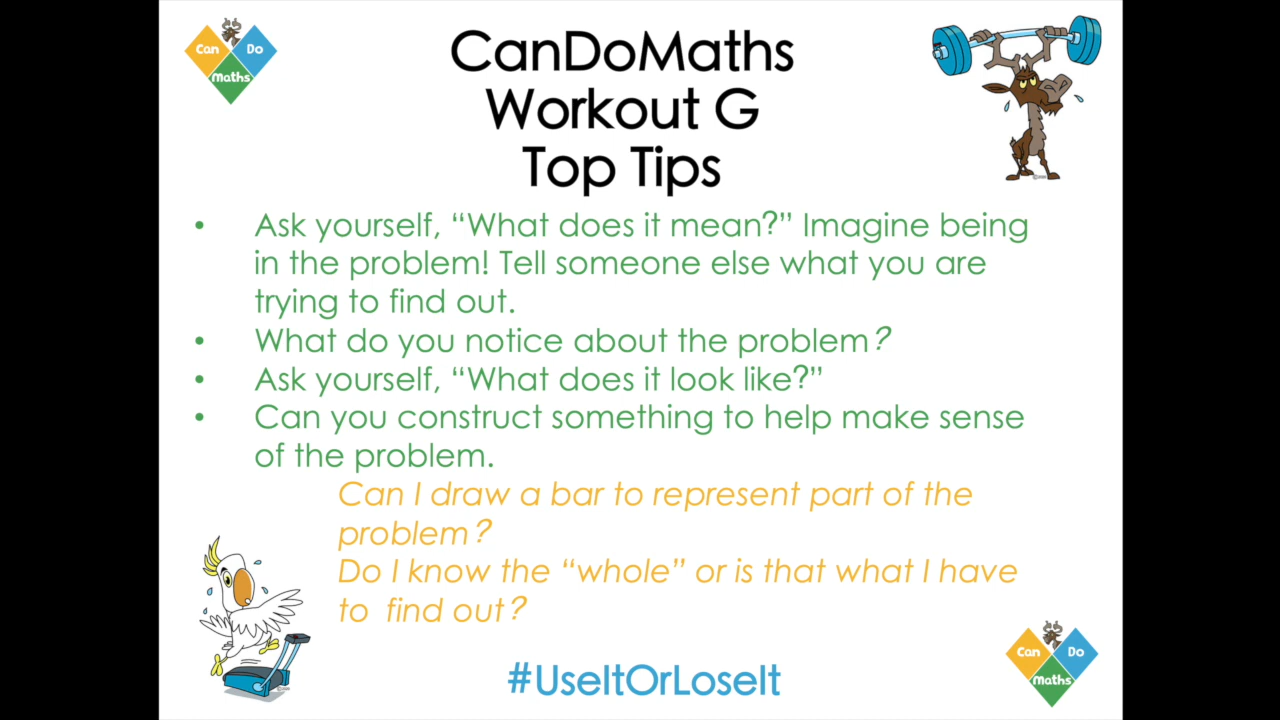 Can Do
maths
CanDoMaths
Workout G
Top Tips
• Ask yourself, “What does it mean?” Imagine being
in the problem! Tell someone else what you are
trying to find out.
• What do you notice about the problem?
• Ask yourself, “What does it look like?”
• Can you construct something to help make sense
of the problem.
Can I draw a bar to represent part of the
problem?
Do I know the “whole” or is that what I have
to find out?
#UseItOrLoseIt
Can Do
maths